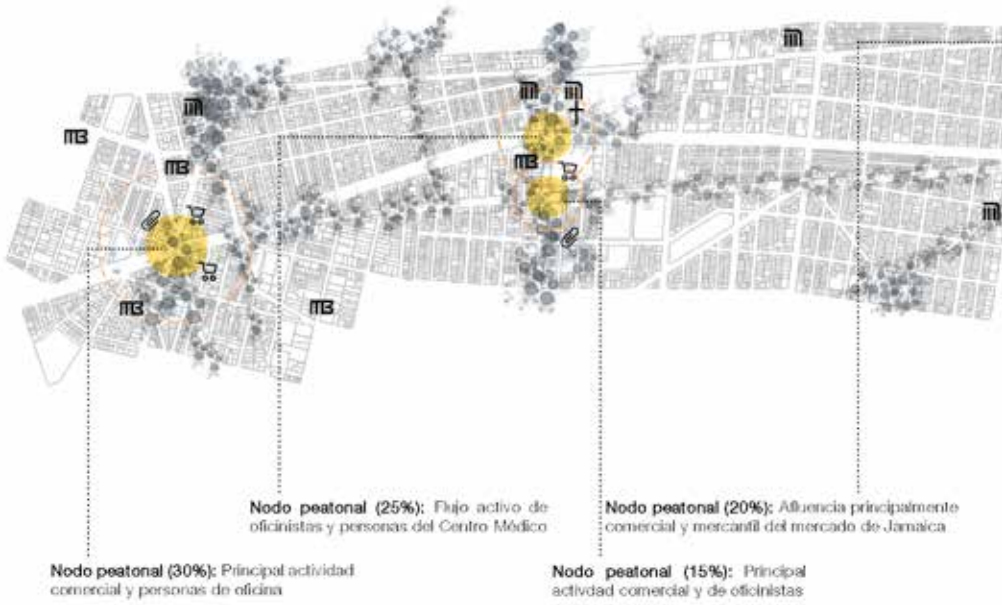 Nodo peatonal (25%): Flujo activo de
oficinistas y personas del Centro Médico
Nodo peatonal (20%): Afluencia principalmente
comercial y mercantil del mercado de Jamaica
Nodo peatonal (30%): Principal actividad
comercial y personas de oficina
Nodo peatonal (15%): Principal
activdad comercial y de oficinistas